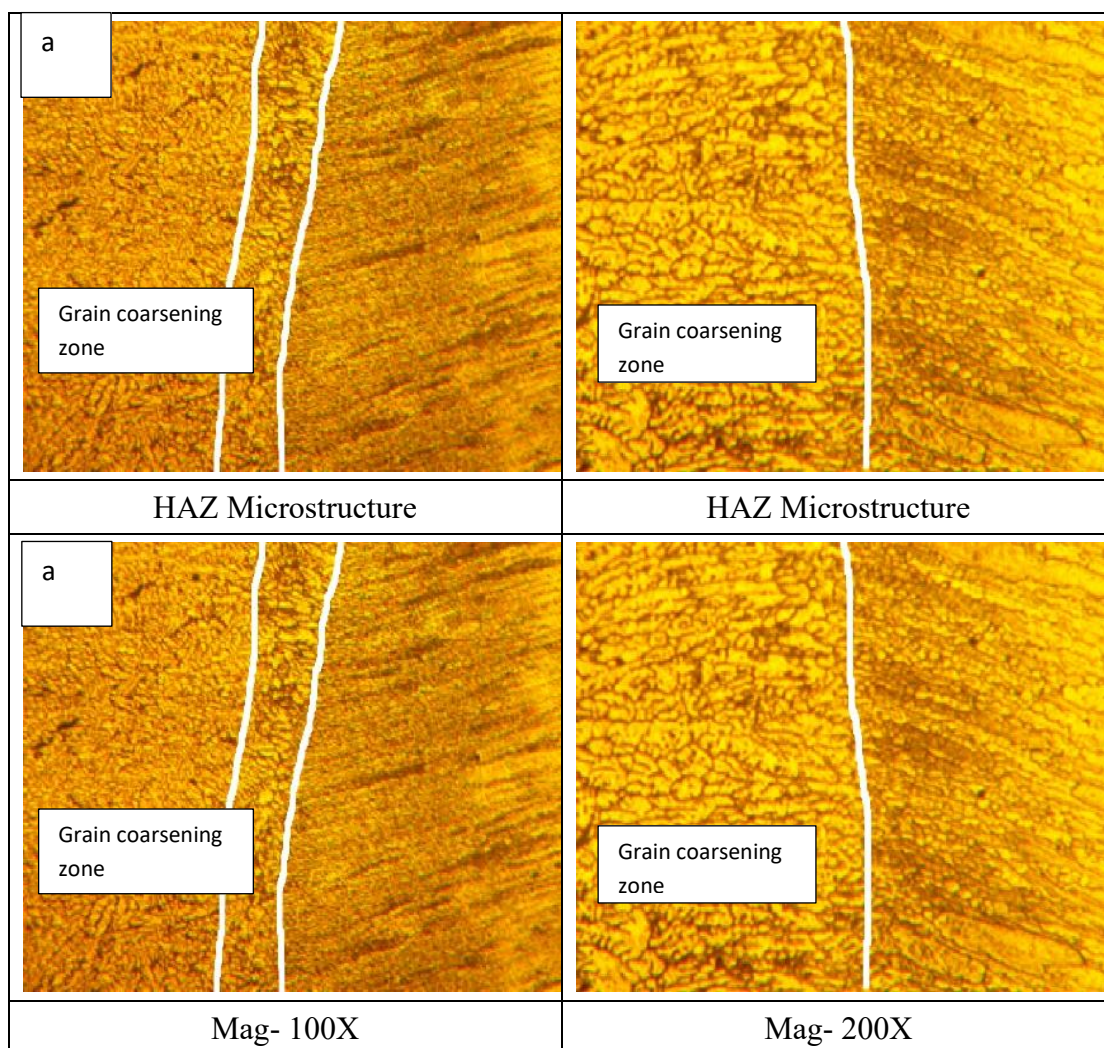 a
Grain coarsening
zone
Grain coarsening
zone
HAZ Microstructure
HAZ Microstructure
a
Grain coarsening
zone
Grain coarsening
zone
Mag- 100X
Mag- 200X